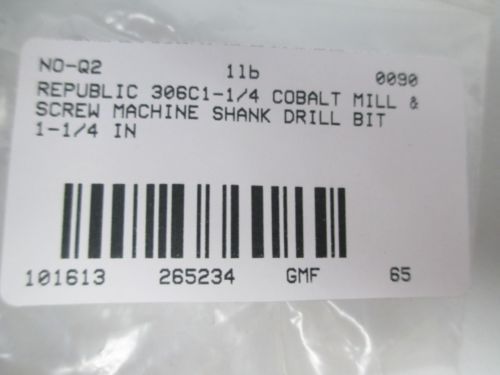 NO-Q2 1lb 0090
REPUBLIC 306C1-1/4 COBALT MILL &
SCREW MACHINE SHANK DRILL BIT
1-1/4 IN
101613 265234 GMF 65